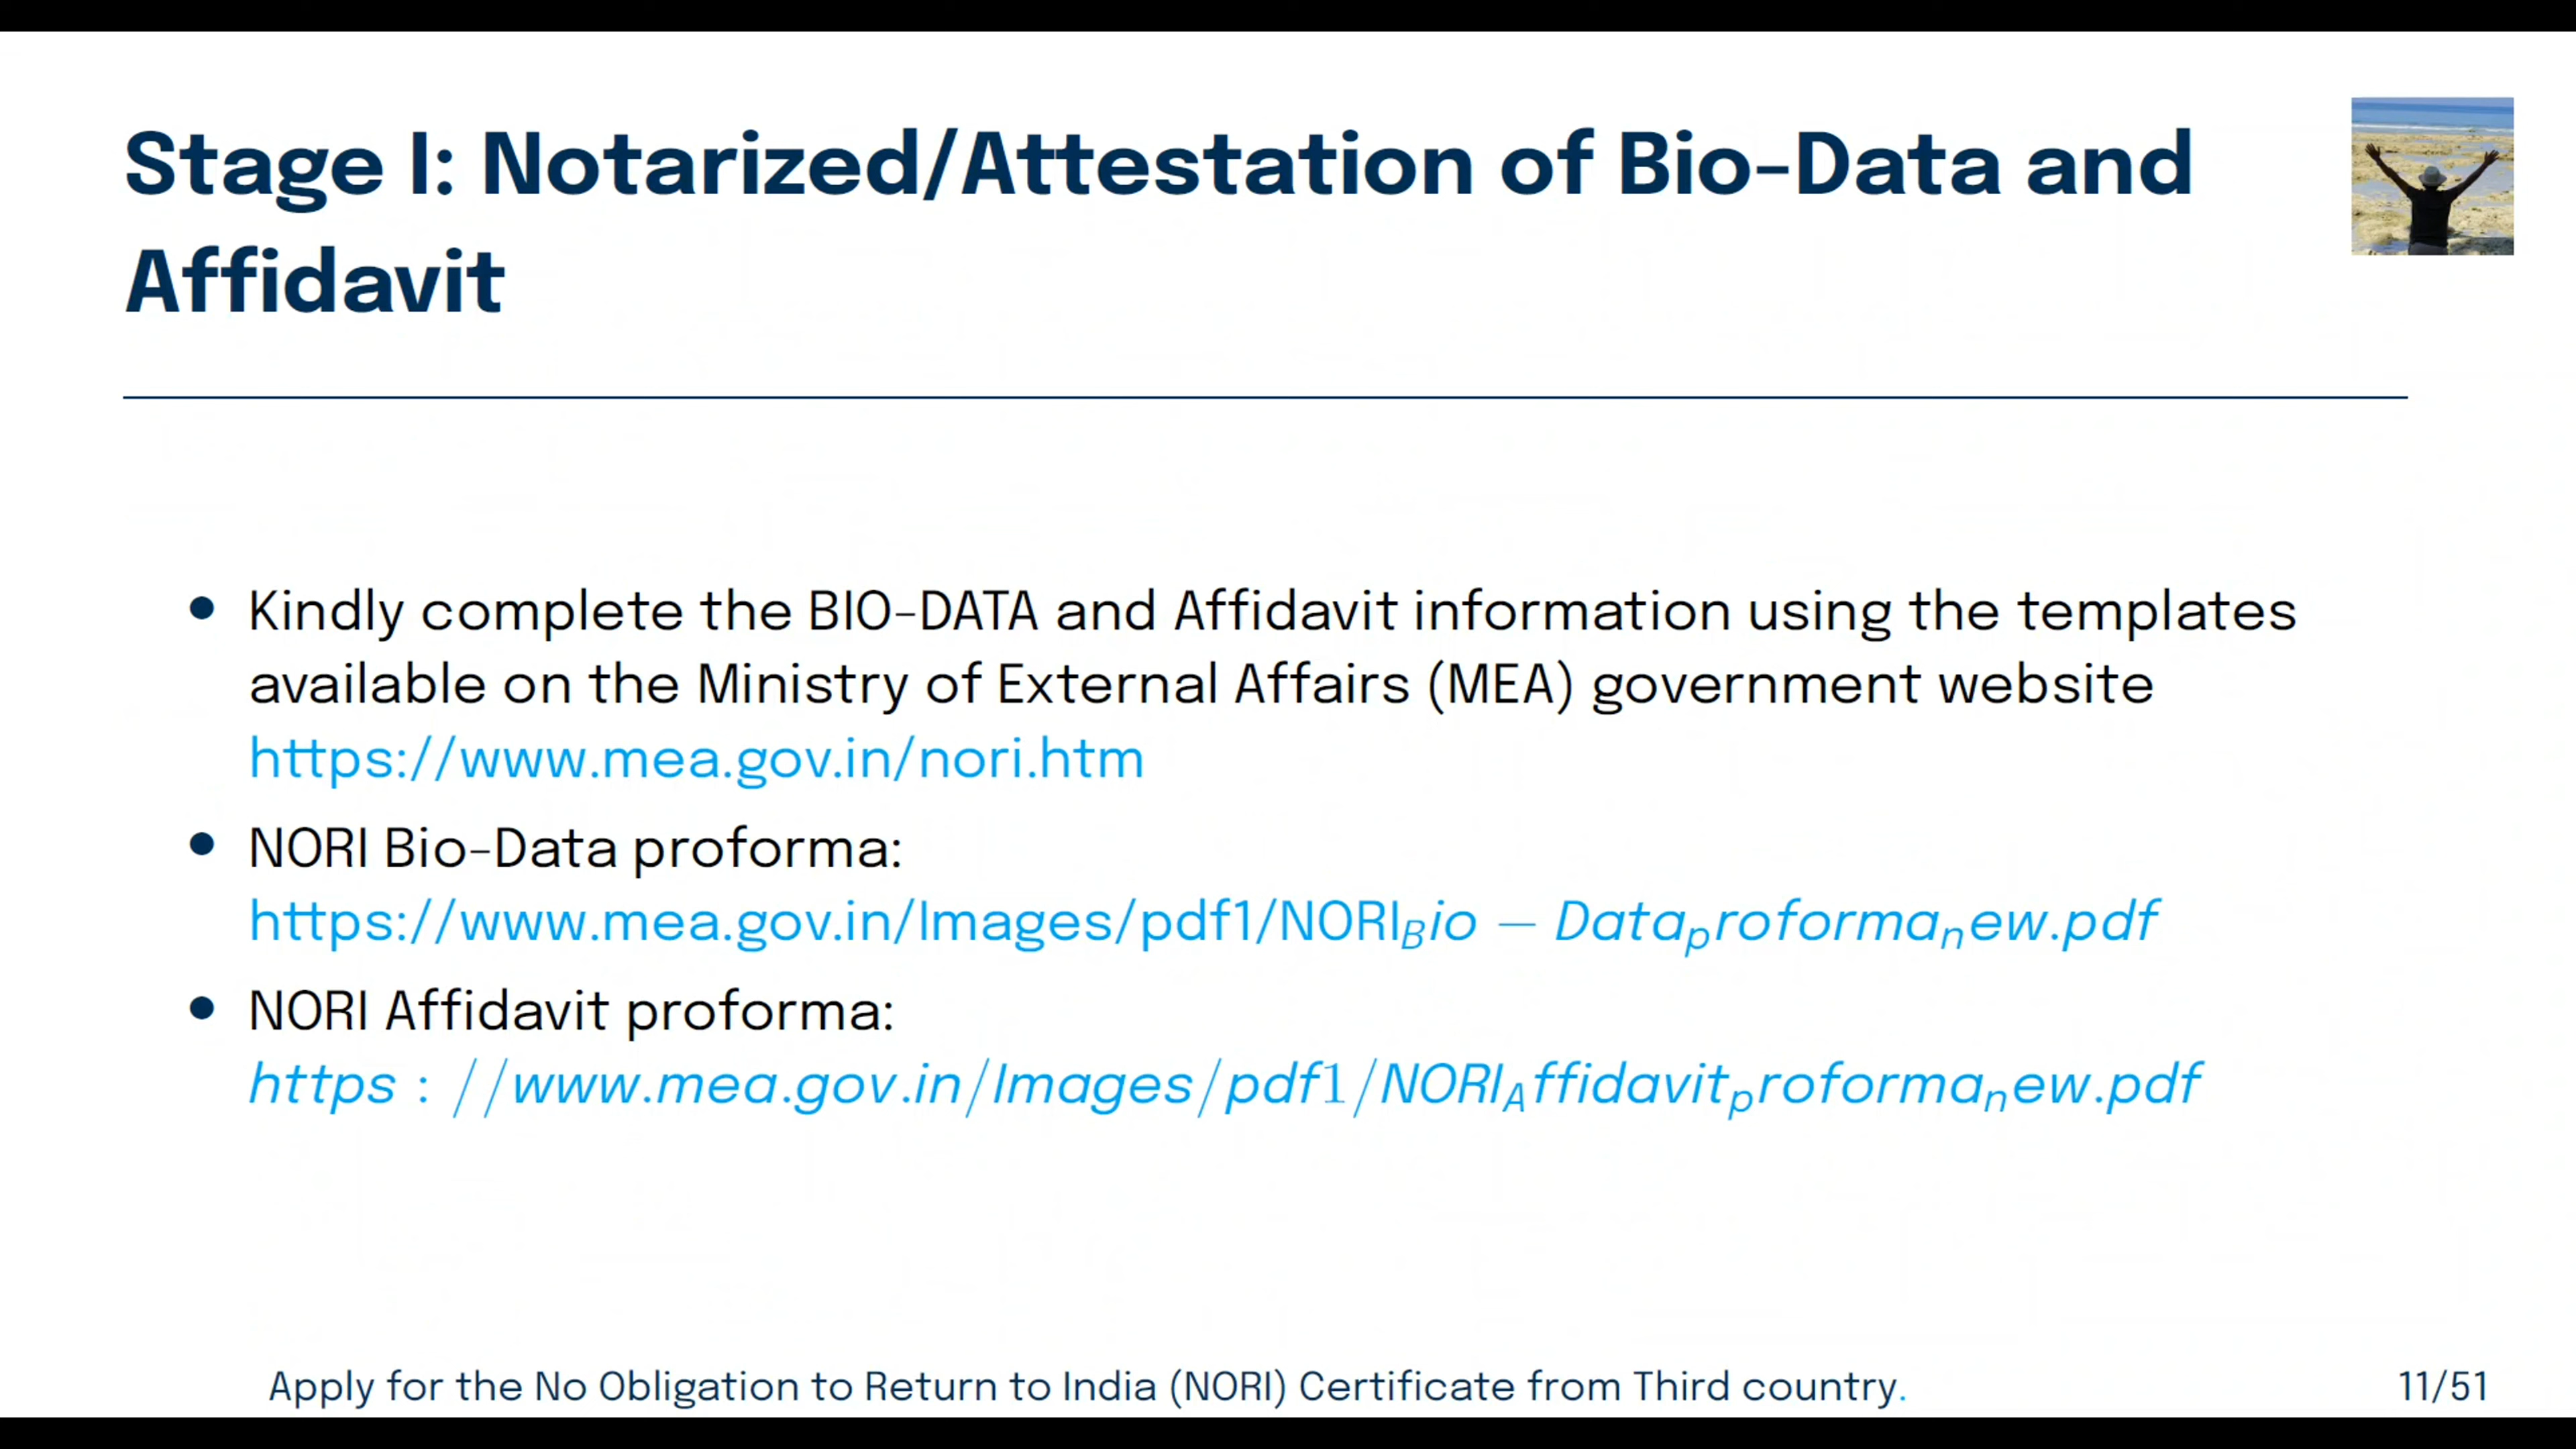 Stage I: Notarized/Attestation of Bio-Data and
Affidavit
• Kindly complete the BIO-DATA and Affidavit information using the templates
available on the Ministry of External Affairs (MEA) government website
https://www.mea.gov.in/nori.htm
• NORI Bio-Data proforma:
https://www.mea.gov.in/Images/pdf1/NORI_Bio − Data_proforma_new.pdf
• NORI Affidavit proforma:
https : //www.mea.gov.in/Images/pdf1/NORI_Affidavit_proforma_new.pdf
Apply for the No Obligation to Return to India (NORI) Certificate from Third country.
11/51